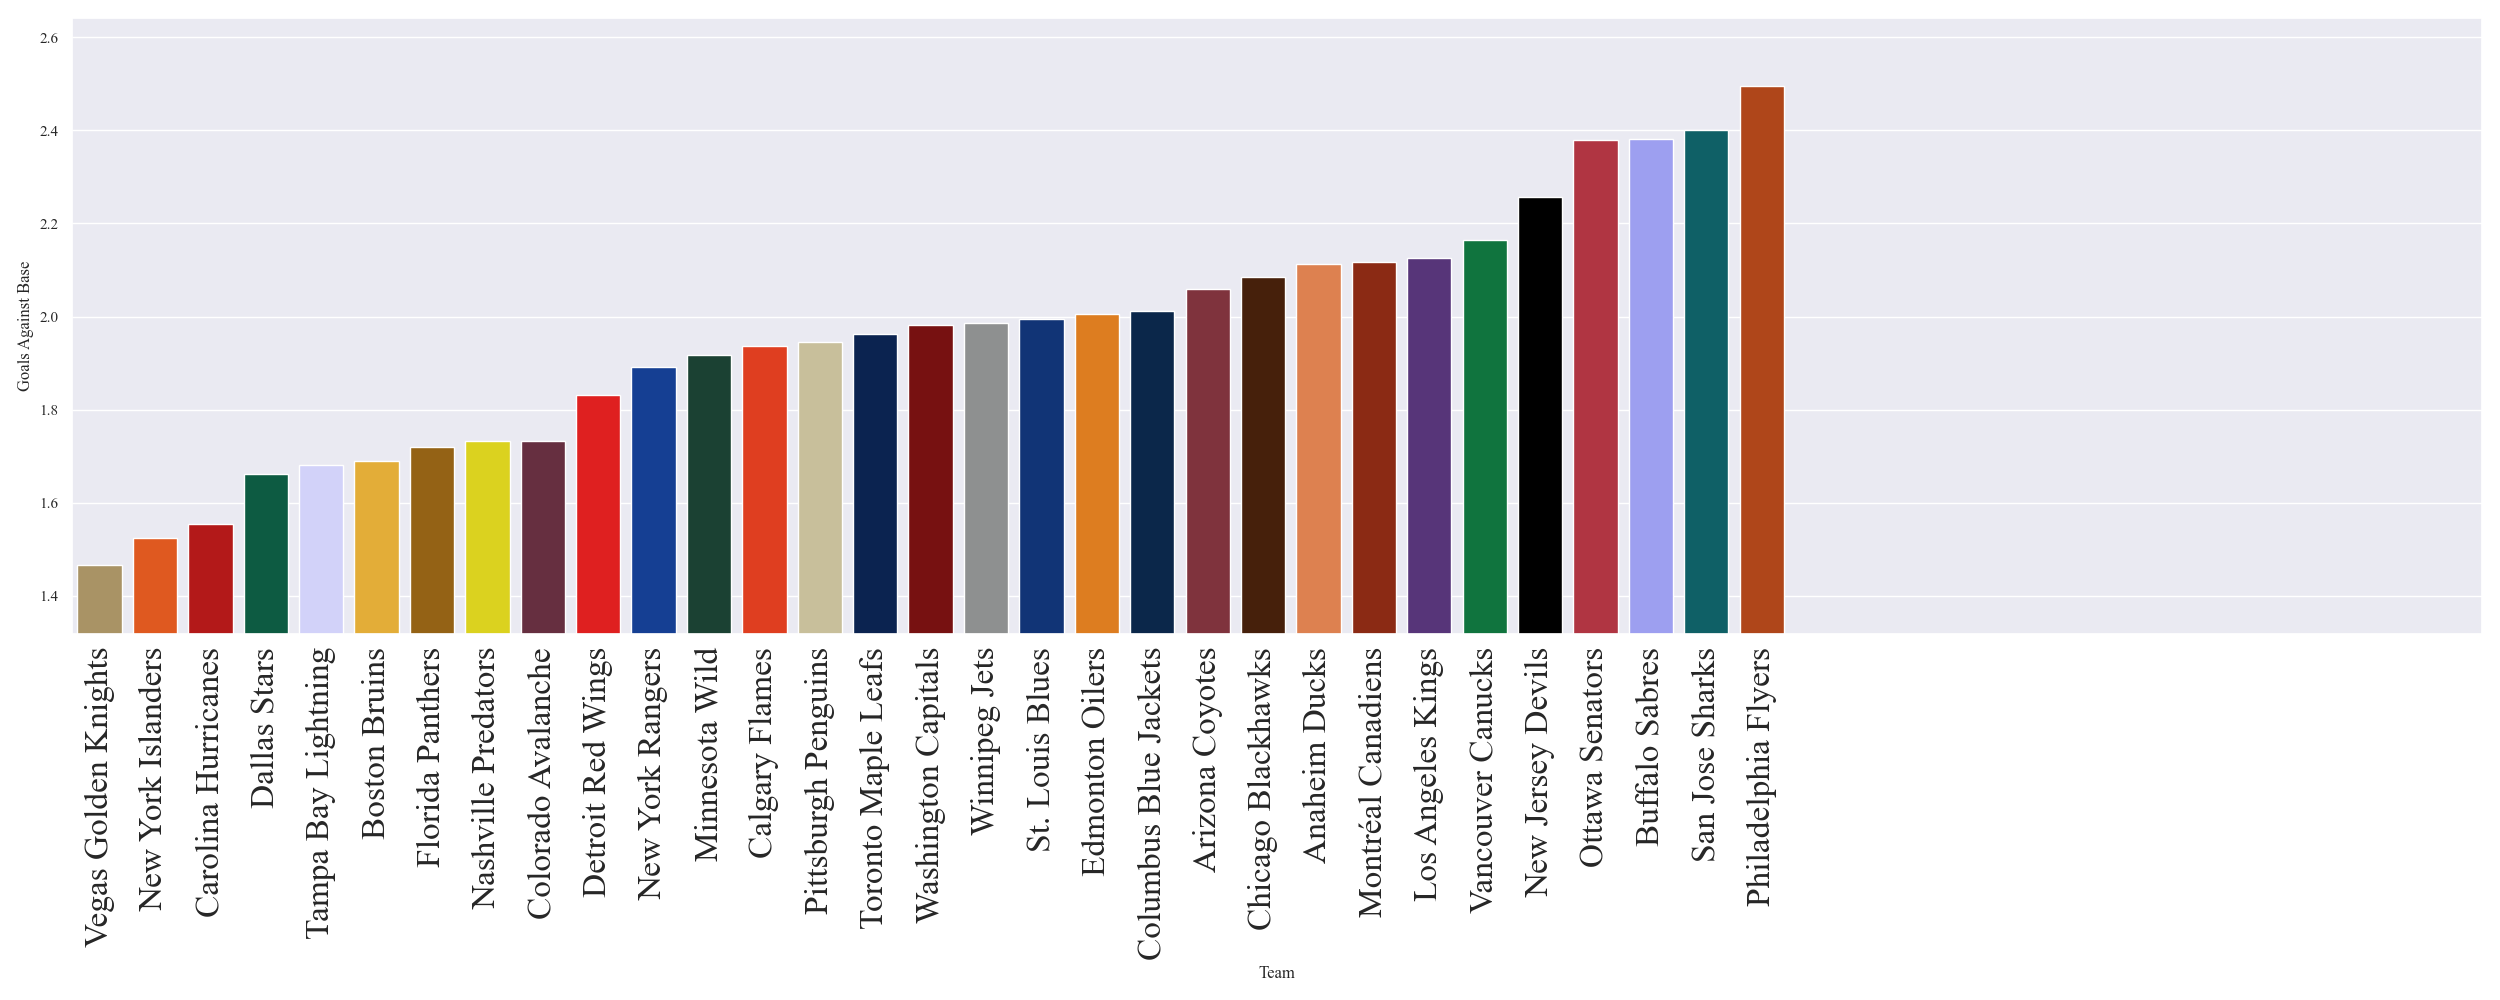 2.6
2.4
2.2
2.0
1.8
1.6
1.4
Goals Against Base
Vegas Golden Knights
New York Islanders
Carolina Hurricanes
Dallas Stars
Tampa Bay Lightning
Boston Bruins
Florida Panthers
Nashville Predators
Colorado Avalanche
Detroit Red Wings
New York Rangers
Minnesota Wild
Calgary Flames
Pittsburgh Penguins
Toronto Maple Leafs
Washington Capitals
Winnipeg Jets
St. Louis Blues
Edmonton Oilers
Columbus Blue Jackets
Arizona Coyotes
Chicago Blackhawks
Anaheim Ducks
Montréal Canadiens
Los Angeles Kings
Vancouver Canucks
New Jersey Devils
Ottawa Senators
Buffalo Sabres
San Jose Sharks
Philadelphia Flyers
Team